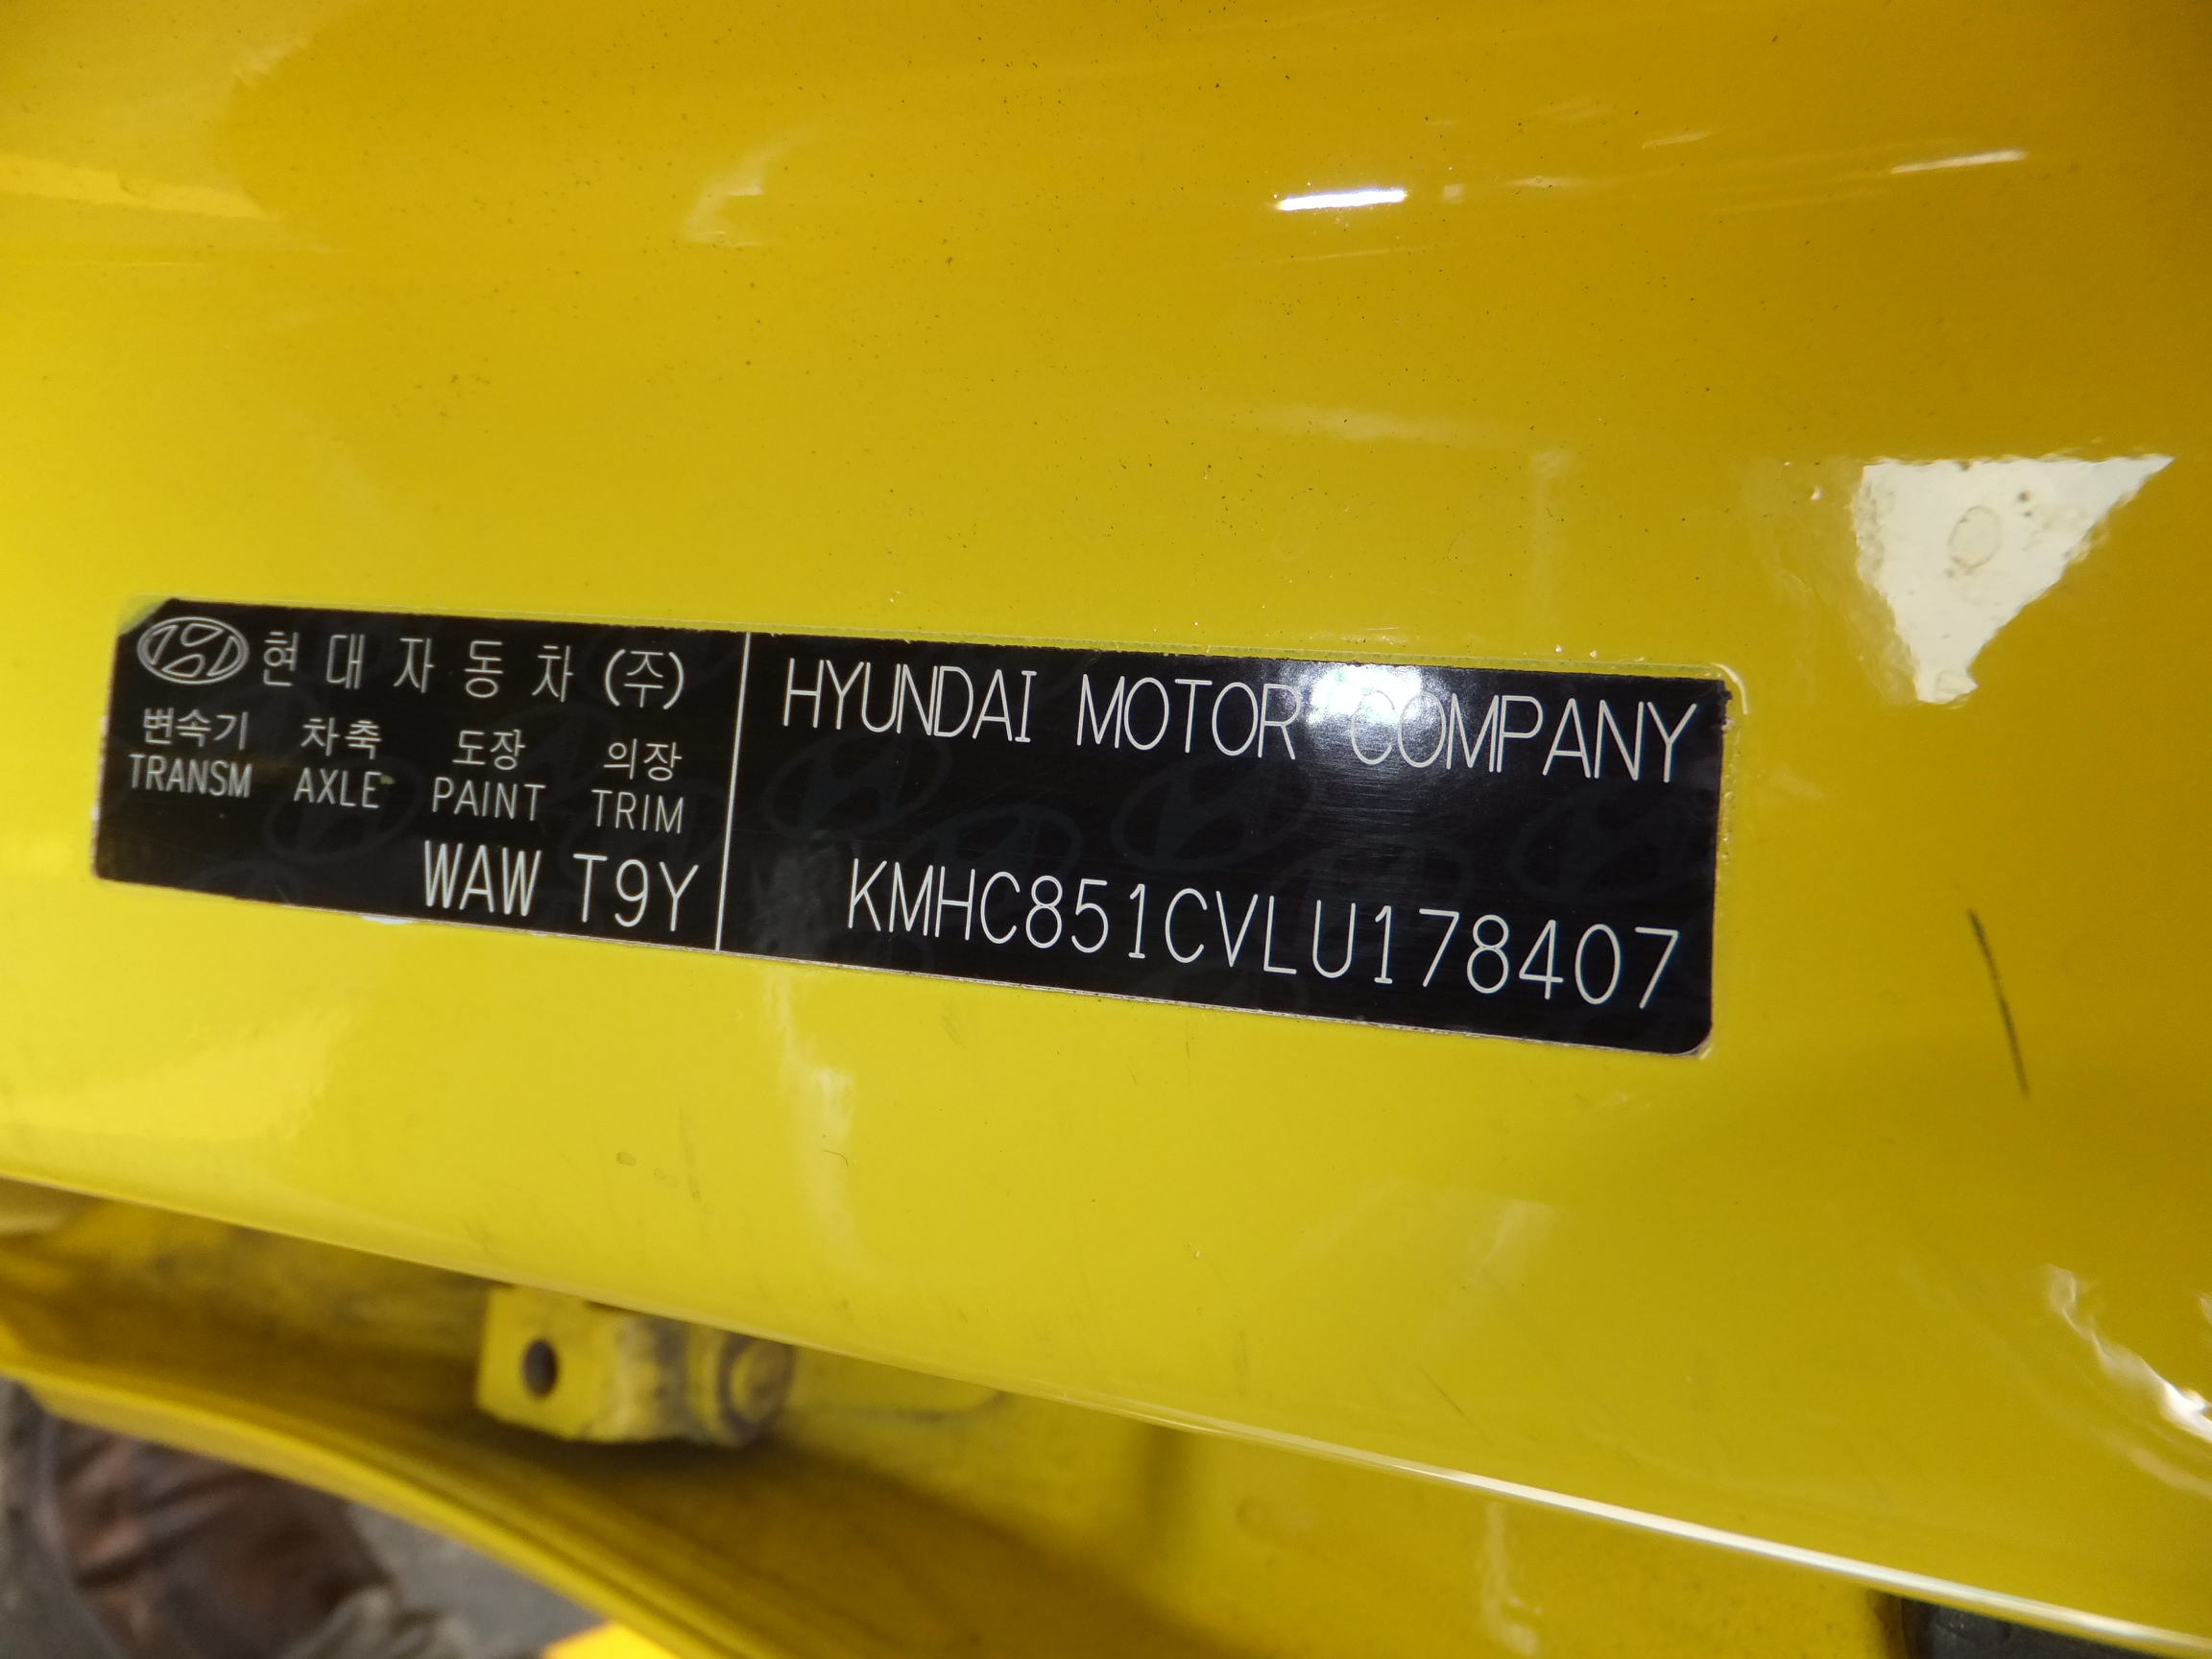 현대자동차(주)
변속기 차축 도장 의장
TRANSM AXLE PAINT TRIM
WAW T9Y
HYUNDAI MOTOR COMPANY
KMHC851CVLU178407